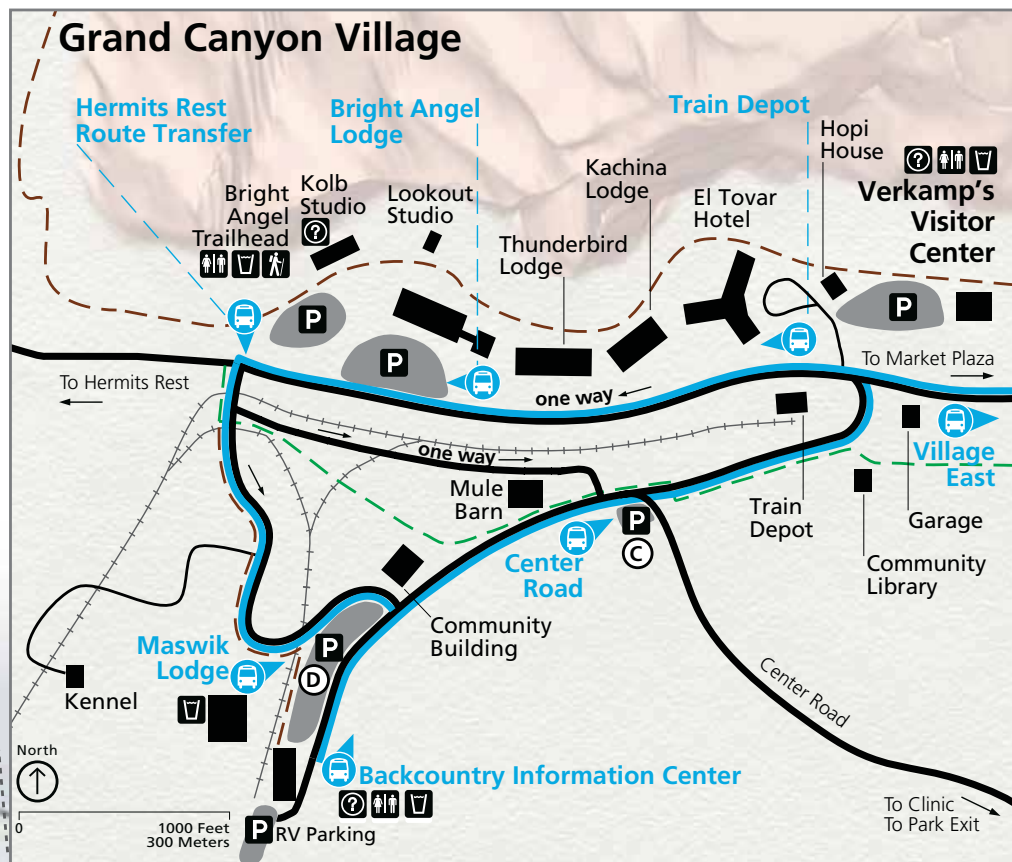 Grand Canyon Village
Hermits Rest
Route Transfer
Bright Angel
Lodge
Train Depot
Hopi
House
?
Verkamp's
Visitor
Center
Kachina
Lodge
El Tovar
Hotel
Bright
Angel
Trailhead
Kolb
Studio
?
Lookout
Studio
Thunderbird
Lodge
P
P
P
To Hermits Rest
To Market Plaza
one way
one way
Village
East
Mule
Barn
Train
Depot
Garage
Community
Library
Center
Road
P
C
Community
Building
Maswik
Lodge
P
D
Kennel
Center Road
North
Backcountry Information Center
?
0
1000 Feet
300 Meters
P
RV Parking
To Clinic
To Park Exit